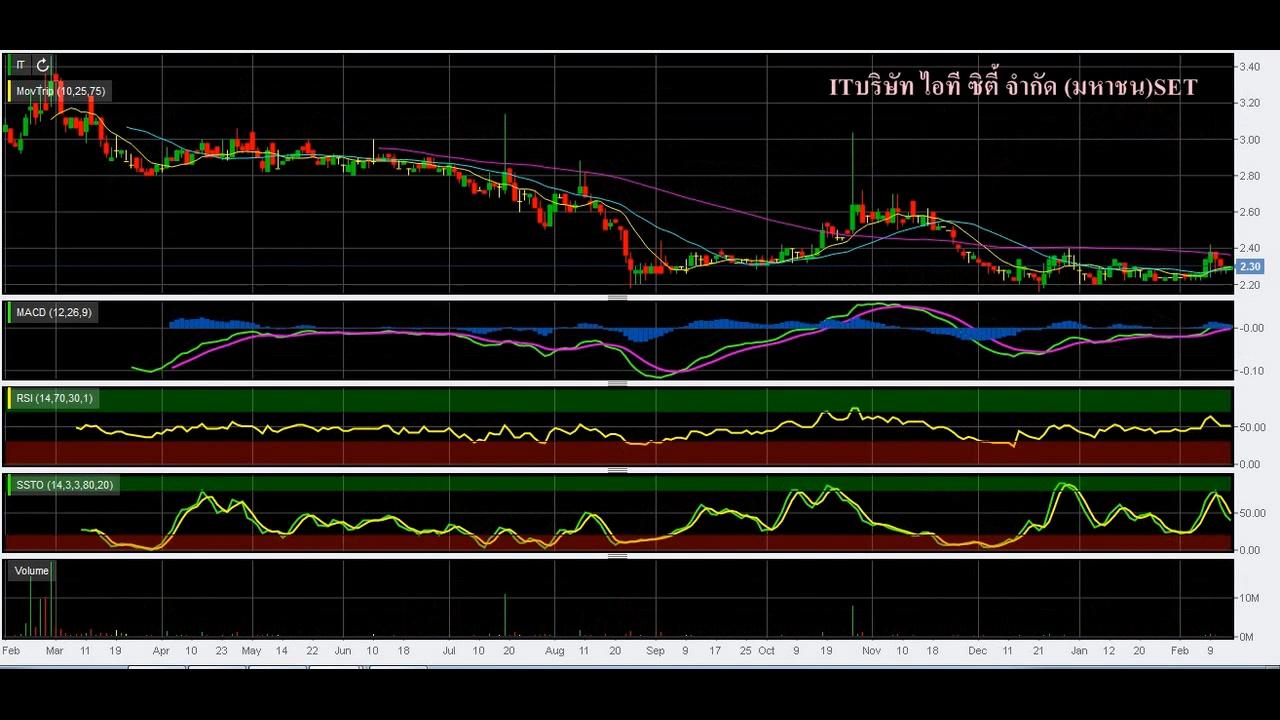 IT
MovTrip (10,25,75)
ITบริษัท ไอที ซิตี้ จำกัด (มหาชน)SET
3.40
3.20
3.00
2.80
2.60
2.40
2.30
2.20
MACD (12,26,9)
-0.00
-0.10
RSI (14,70,30,1)
50.00
0.00
SSTO (14,3,3,80,20)
50.00
0.00
Volume
10M
0M
Feb Mar 11 19 Apr 10 23 May 14 22 Jun 10 18 Jul 10 20 Aug 11 20 Sep 9 17 25 Oct 9 19 Nov 10 18 Dec 11 21 Jan 12 20 Feb 9